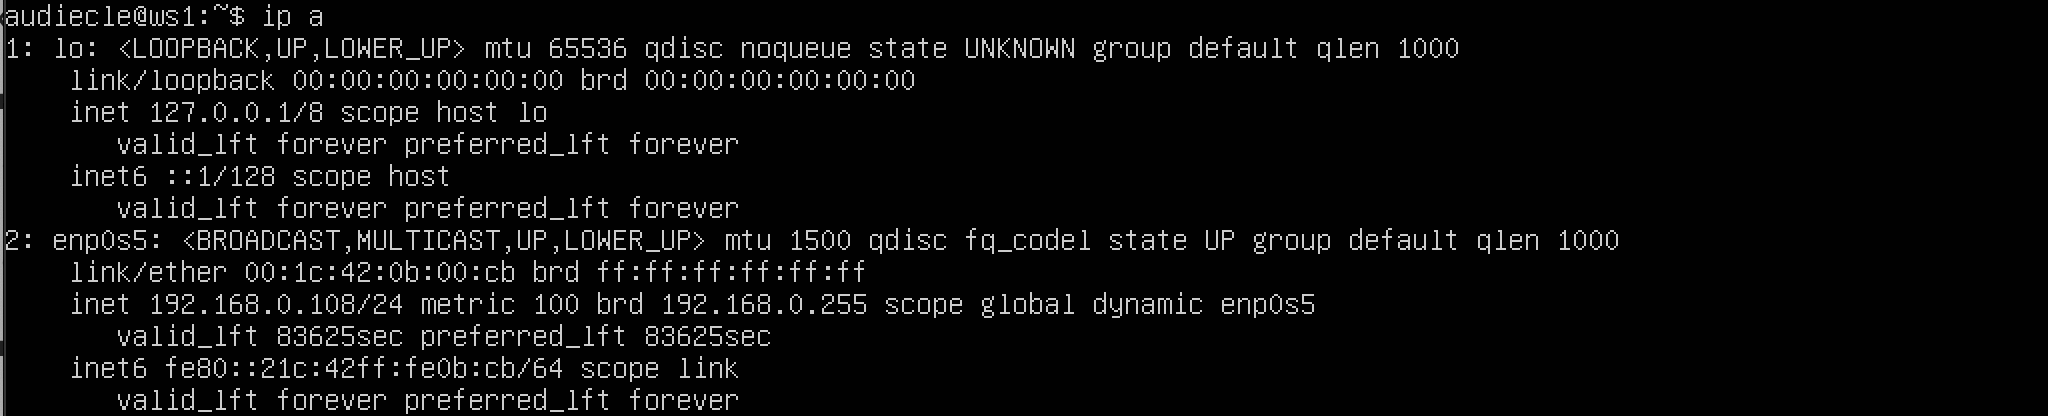 audiecle@ws1:~$ ip a
1: lo: <LOOPBACK,UP,LOWER_UP> mtu 65536 qdisc noqueue state UNKNOWN group default qlen 1000
    link/loopback 00:00:00:00:00:00 brd 00:00:00:00:00:00
    inet 127.0.0.1/8 scope host lo
       valid_lft forever preferred_lft forever
    inet6 ::1/128 scope host
       valid_lft forever preferred_lft forever
2: enp0s5: <BROADCAST,MULTICAST,UP,LOWER_UP> mtu 1500 qdisc fq_codel state UP group default qlen 1000
    link/ether 00:1c:42:0b:00:cb brd ff:ff:ff:ff:ff:ff
    inet 192.168.0.108/24 metric 100 brd 192.168.0.255 scope global dynamic enp0s5
       valid_lft 83625sec preferred_lft 83625sec
    inet6 fe80::21c:42ff:fe0b:cb/64 scope link
       valid_lft forever preferred_lft forever